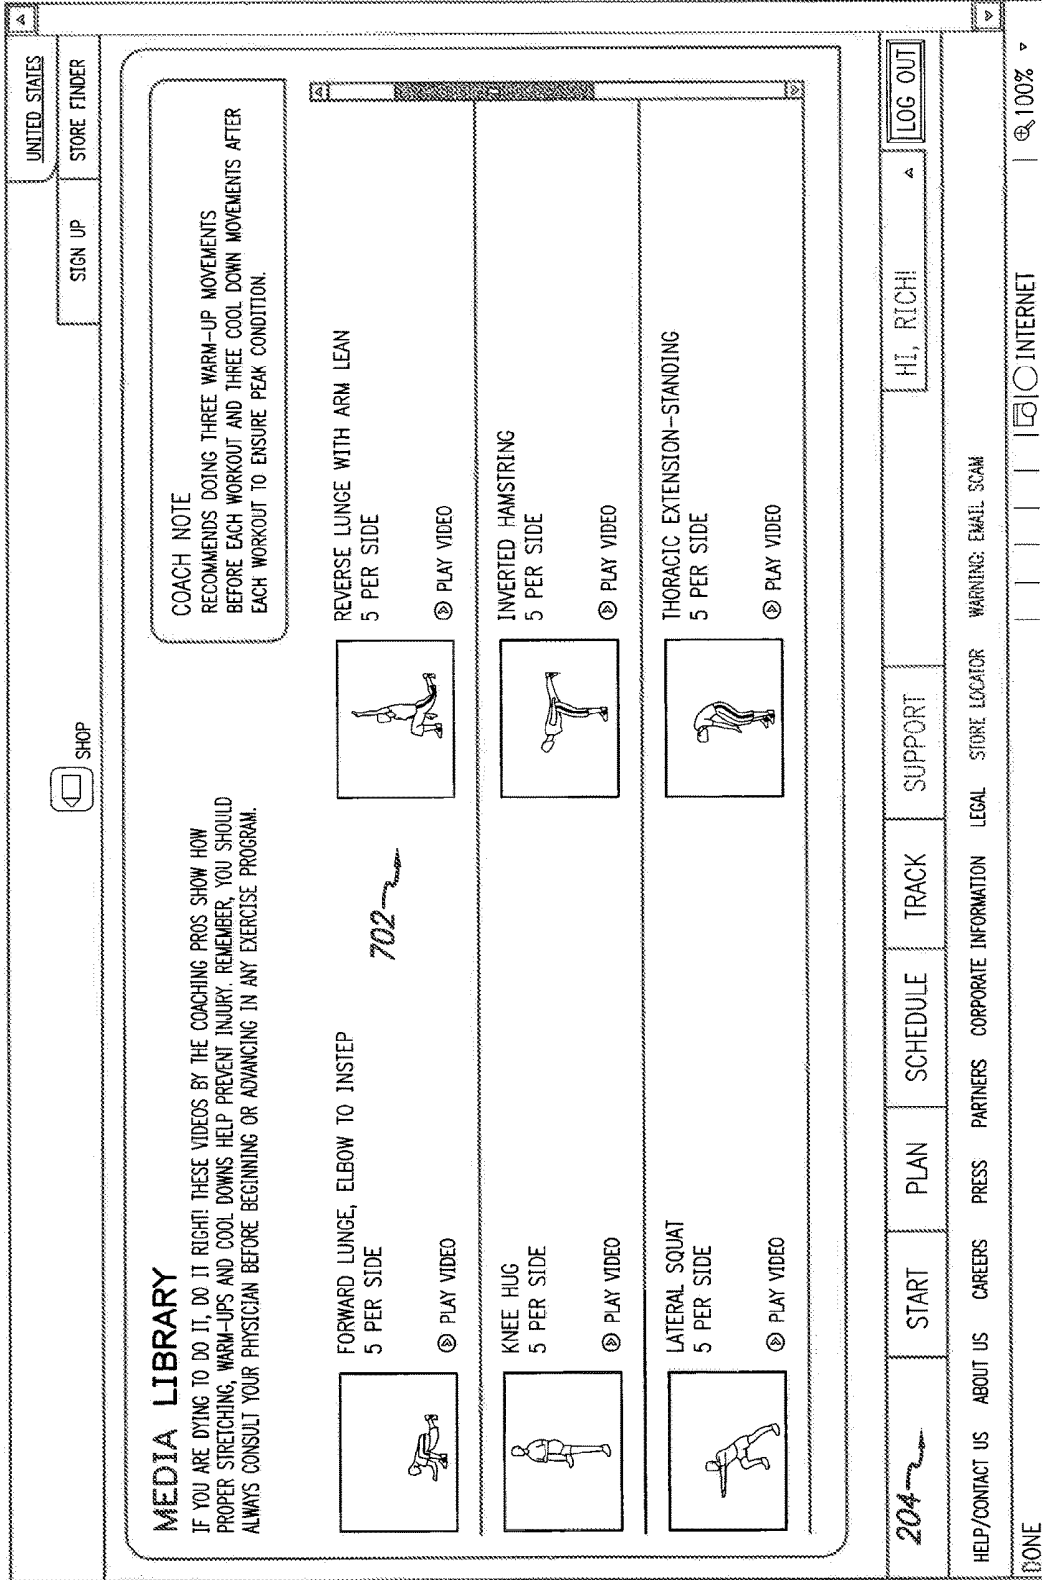 UNITED STATES
SHOP
SIGN UP
STORE FINDER
MEDIA LIBRARY
IF YOU ARE DYING TO DO IT, DO IT RIGHT! THESE VIDEOS BY THE COACHING PROS SHOW HOW
PROPER STRETCHING, WARM-UPS AND COOL DOWNS HELP PREVENT INJURY. REMEMBER, YOU SHOULD
ALWAYS CONSULT YOUR PHYSICIAN BEFORE BEGINNING OR ADVANCING IN ANY EXERCISE PROGRAM.
COACH NOTE
RECOMMENDS DOING THREE WARM-UP MOVEMENTS
BEFORE EACH WORKOUT AND THREE COOL DOWN MOVEMENTS AFTER
EACH WORKOUT TO ENSURE PEAK CONDITION.
FORWARD LUNGE, ELBOW TO INSTEP
5 PER SIDE
PLAY VIDEO
702
REVERSE LUNGE WITH ARM LEAN
5 PER SIDE
PLAY VIDEO
KNEE HUG
5 PER SIDE
PLAY VIDEO
INVERTED HAMSTRING
5 PER SIDE
PLAY VIDEO
LATERAL SQUAT
5 PER SIDE
PLAY VIDEO
THORACIC EXTENSION-STANDING
5 PER SIDE
PLAY VIDEO
204
START
PLAN
SCHEDULE
TRACK
SUPPORT
HI, RICH!
LOG OUT
HELP/CONTACT US ABOUT US CAREERS PRESS PARTNERS CORPORATE INFORMATION LEGAL STORE LOCATOR WARNING: EMAIL SCAM
DONE
INTERNET
100%